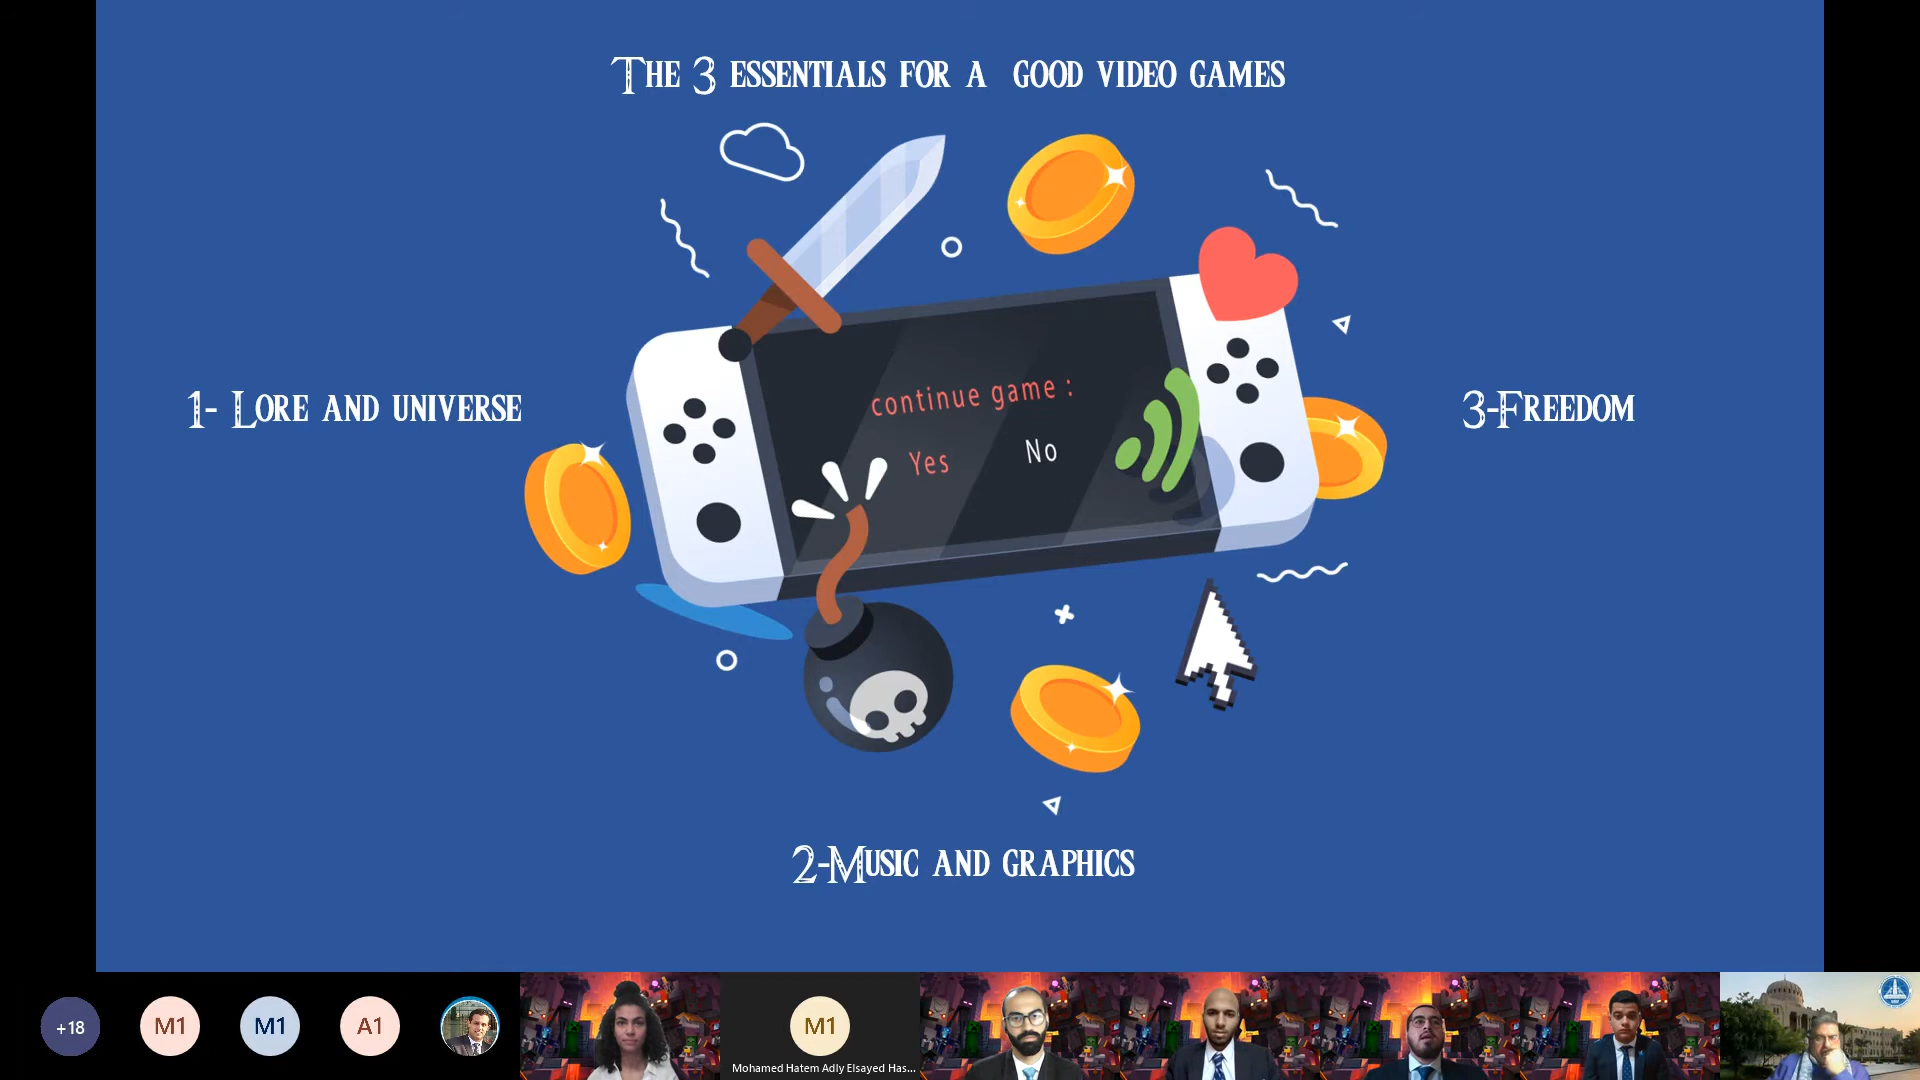 The 3 essentials for a good video games
1- Lore and universe
continue game :
Yes No
3-Freedom
2-Music and graphics
+18
M1
M1
A1
M1
Mohamed Hatem Adly Elsayed Has...